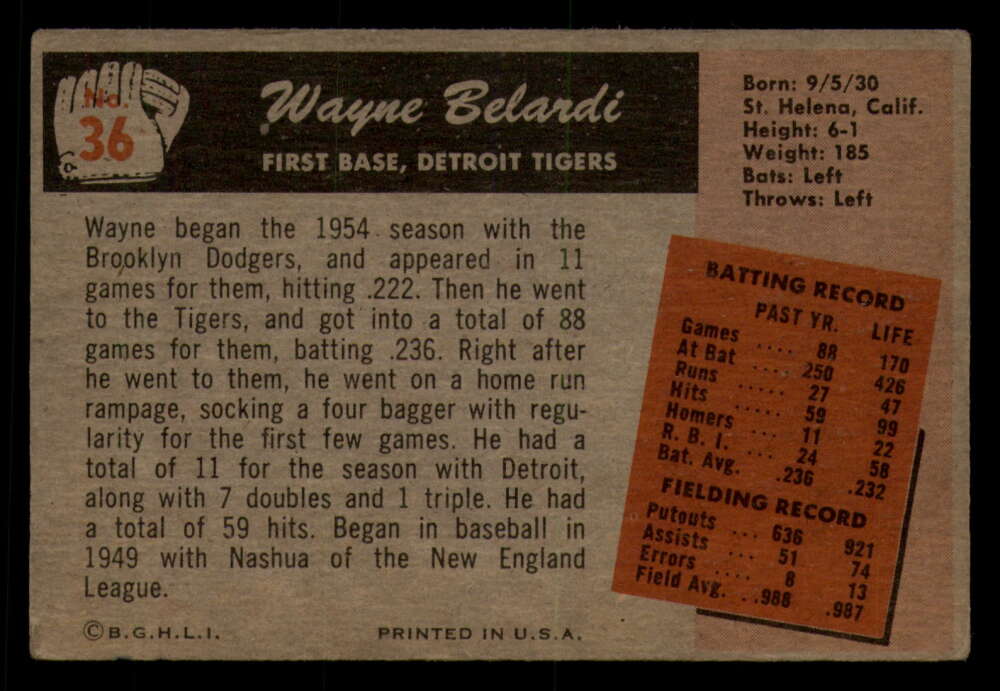 No.
36
Wayne Belardi
FIRST BASE, DETROIT TIGERS
Born: 9/5/30
St. Helena, Calif.
Height: 6-1
Weight: 185
Bats: Left
Throws: Left
Wayne began the 1954 season with the
Brooklyn Dodgers, and appeared in 11
games for them, hitting .222. Then he went
to the Tigers, and got into a total of 88
games for them, batting .236. Right after
he went to them, he went on a home run
rampage, socking a four bagger with regu-
larity for the first few games. He had a
total of 11 for the season with Detroit,
along with 7 doubles and 1 triple. He had
a total of 59 hits. Began in baseball in
1949 with Nashua of the New England
League.
BATTING RECORD
PAST YR. LIFE
Games .... 88 170
At Bat .... 250 426
Runs ..... 27 47
Hits ..... 59 99
Homers ... 11 22
R. B. I. ... 24 58
Bat. Avg. .236 .232
FIELDING RECORD
Putouts ... 636 921
Assists ... 51 74
Errors .... 8 13
Field Avg. ..988 .987
©B.G.H.L.I. PRINTED IN U.S.A.